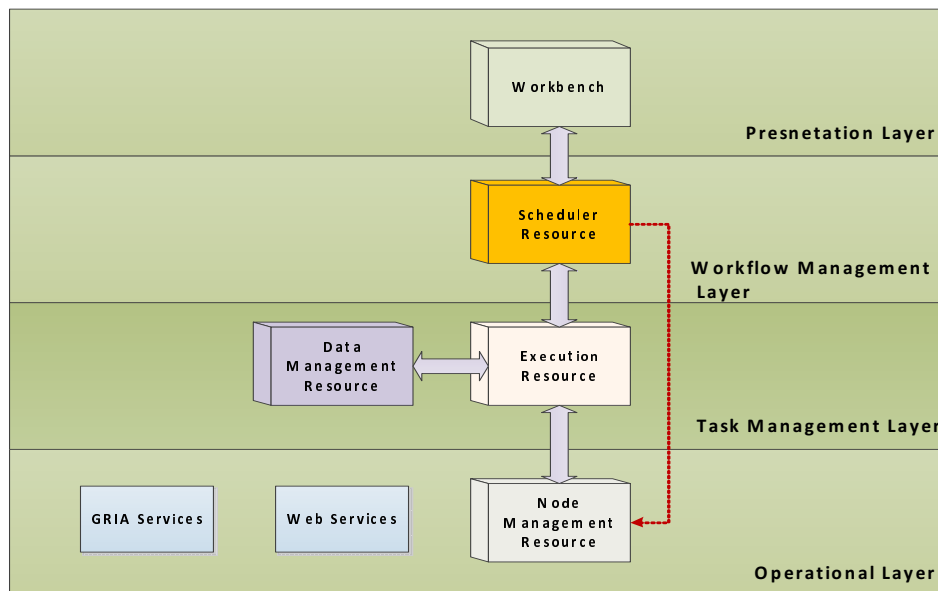 Workbench
Presnetation Layer
Scheduler
Resource
Workflow Management
Layer
Data
Management
Resource
Execution
Resource
Task Management Layer
GRIA Services
Web Services
Node
Management
Resource
Operational Layer